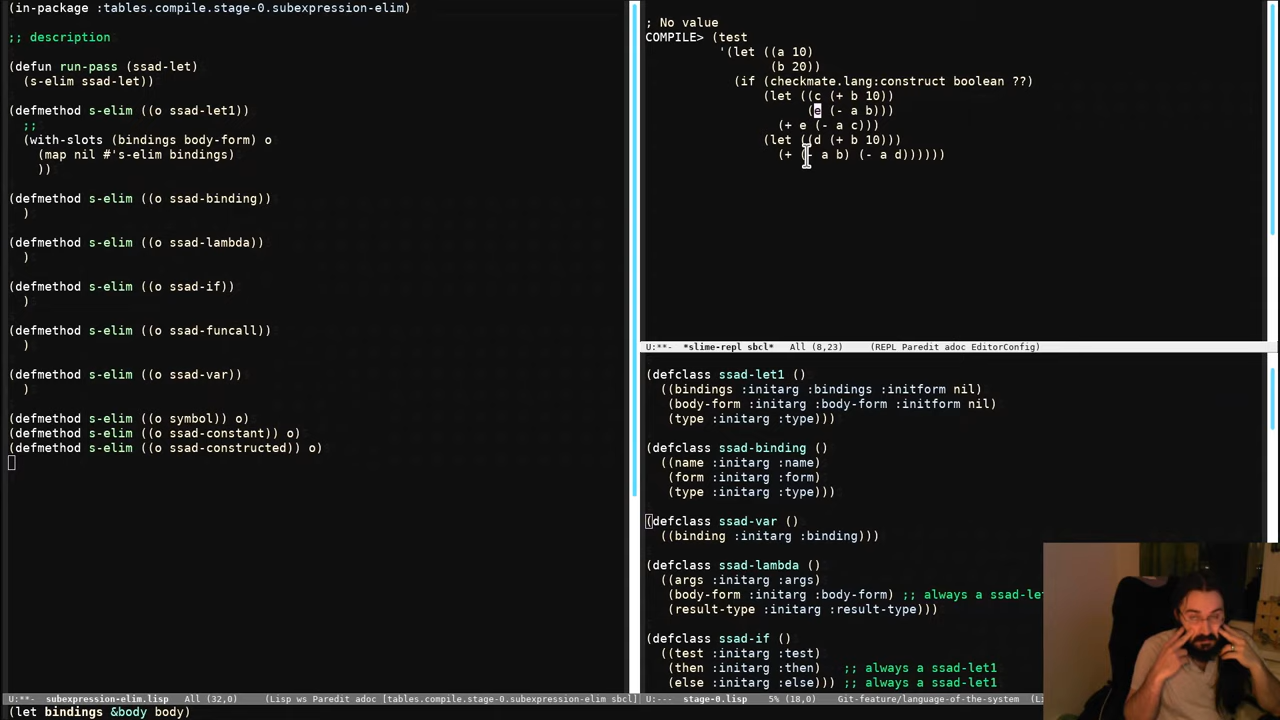 (in-package :tables.compile.stage-0.subexpression-elim)
;; description
(defun run-pass (ssad-let)
  (s-elim ssad-let))
(defmethod s-elim ((o ssad-let1))
  ;;
  (with-slots (bindings body-form) o
    (map nil #'s-elim bindings)
    ))
(defmethod s-elim ((o ssad-binding))
  )
(defmethod s-elim ((o ssad-lambda))
  )
(defmethod s-elim ((o ssad-if))
  )
(defmethod s-elim ((o ssad-funcall))
  )
(defmethod s-elim ((o ssad-var))
  )
(defmethod s-elim ((o symbol)) o)
(defmethod s-elim ((o ssad-constant)) o)
(defmethod s-elim ((o ssad-constructed)) o)
U:**-  subexpression-elim.lisp   All (32,0)     (Lisp ws Paredit adoc [tables.compile.stage-0.subexpression-elim sbcl]
(let bindings &body body)
; No value
COMPILE> (test
          '(let ((a 10)
                 (b 20))
            (if (checkmate.lang:construct boolean ??)
                (let ((c (+ b 10))
                      (e (- a b)))
                  (+ e (- a c)))
                (let ((d (+ b 10)))
                  (+ (- a b) (- a d))))))
U:**-  *slime-repl sbcl*   All (8,23)     (REPL Paredit adoc EditorConfig)
(defclass ssad-let1 ()
  ((bindings :initarg :bindings :initform nil)
   (body-form :initarg :body-form :initform nil)
   (type :initarg :type)))
(defclass ssad-binding ()
  ((name :initarg :name)
   (form :initarg :form)
   (type :initarg :type)))
(defclass ssad-var ()
  ((binding :initarg :binding)))
(defclass ssad-lambda ()
  ((args :initarg :args)
   (body-form :initarg :body-form) ;; always a ssad-let
   (result-type :initarg :result-type)))
(defclass ssad-if ()
  ((test :initarg :test)
   (then :initarg :then)   ;; always a ssad-let1
   (else :initarg :else))) ;; always a ssad-let1
U:---  stage-0.lisp     5% (18,0)     Git-feature/language-of-the-system